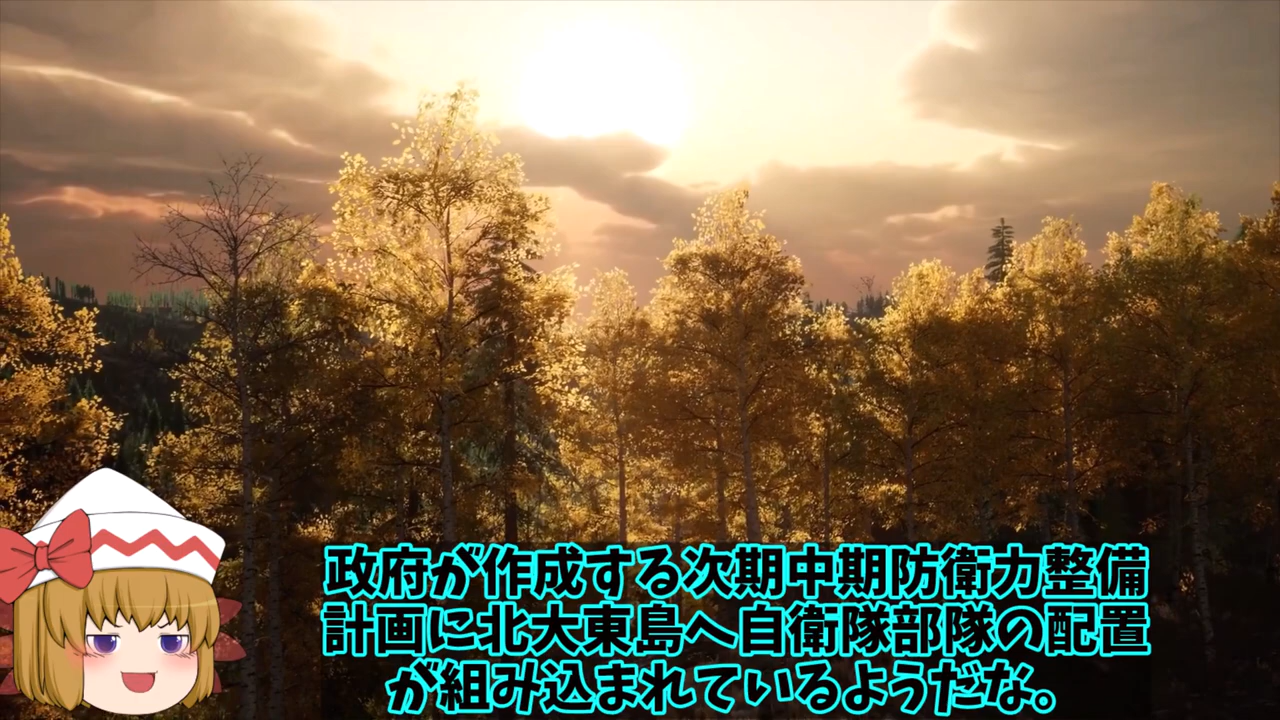 政府が作成する次期中期防衛力整備
計画に北大東島へ自衛隊部隊の配置
が組み込まれているようだな。